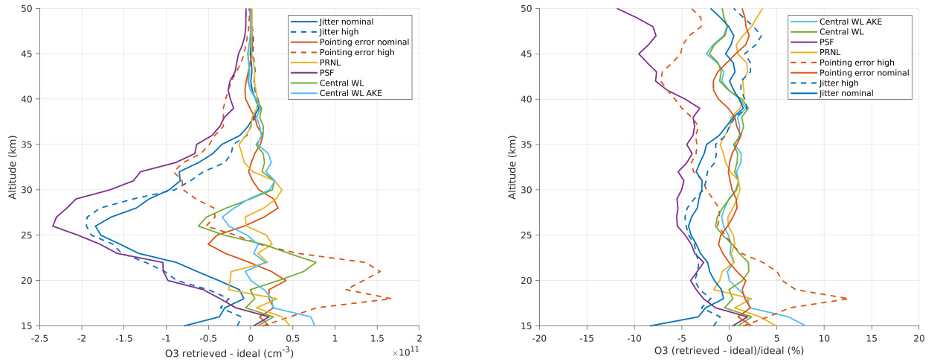 50
45
40
35
30
25
20
15
Altitude (km)
-2.5 -2 -1.5 -1 -0.5 0 0.5 1 1.5 2
O3 retrieved - ideal (cm-3)
×10^11
Jitter nominal
Jitter high
Pointing error nominal
Pointing error high
PRNL
PSF
Central WL
Central WL AKE
50
45
40
35
30
25
20
15
Altitude (km)
-20 -15 -10 -5 0 5 10 15 20
O3 (retrieved - ideal)/ideal (%)
Central WL AKE
Central WL
PSF
PRNL
Pointing error high
Pointing error nominal
Jitter high
Jitter nominal